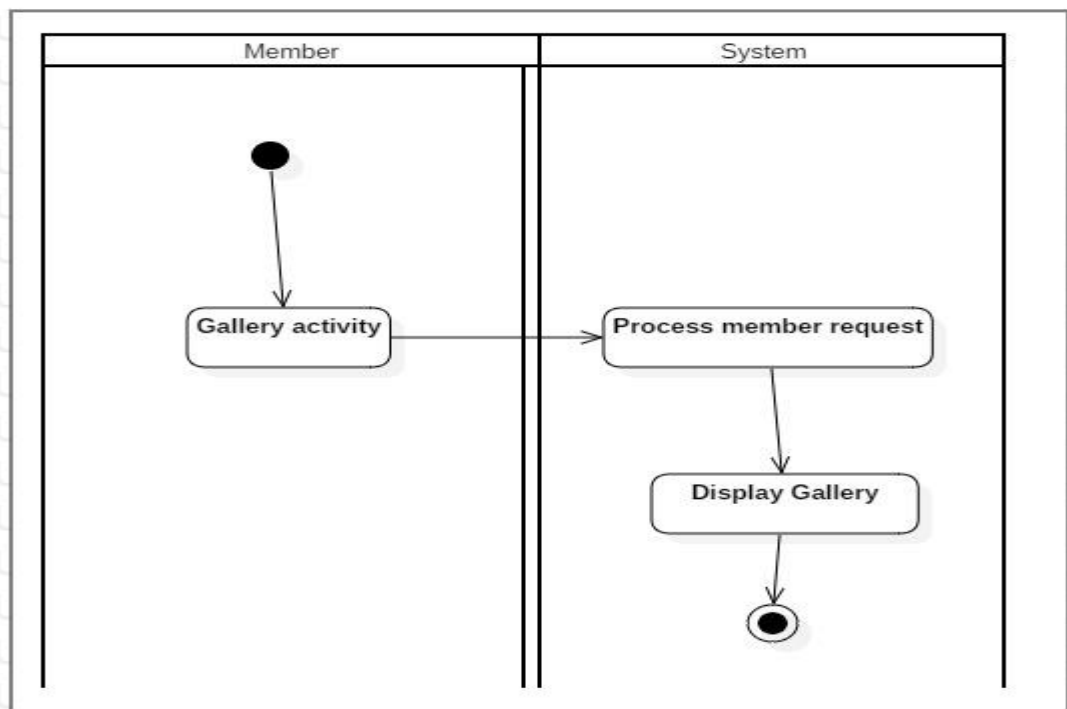 Member
System
Gallery activity
Process member request
Display Gallery